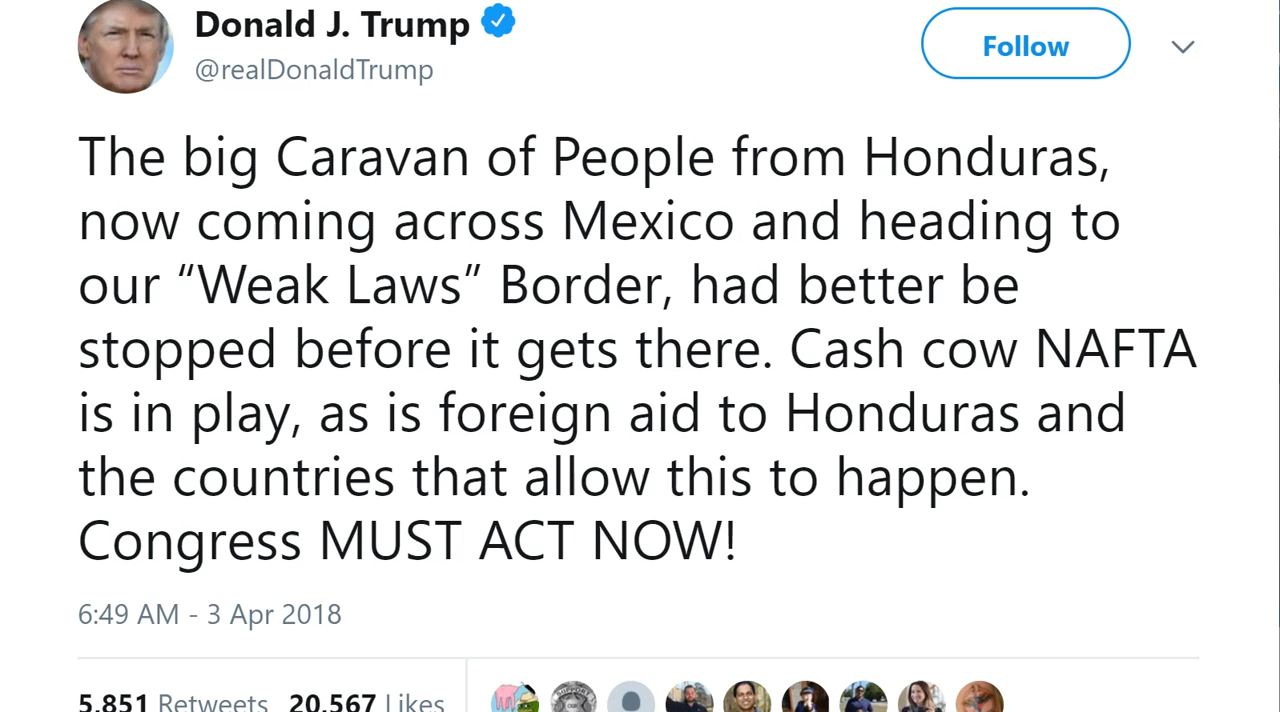 Donald J. Trump
@realDonaldTrump
Follow
The big Caravan of People from Honduras,
now coming across Mexico and heading to
our “Weak Laws” Border, had better be
stopped before it gets there. Cash cow NAFTA
is in play, as is foreign aid to Honduras and
the countries that allow this to happen.
Congress MUST ACT NOW!
6:49 AM - 3 Apr 2018
5,851 Retweets 20,567 Likes